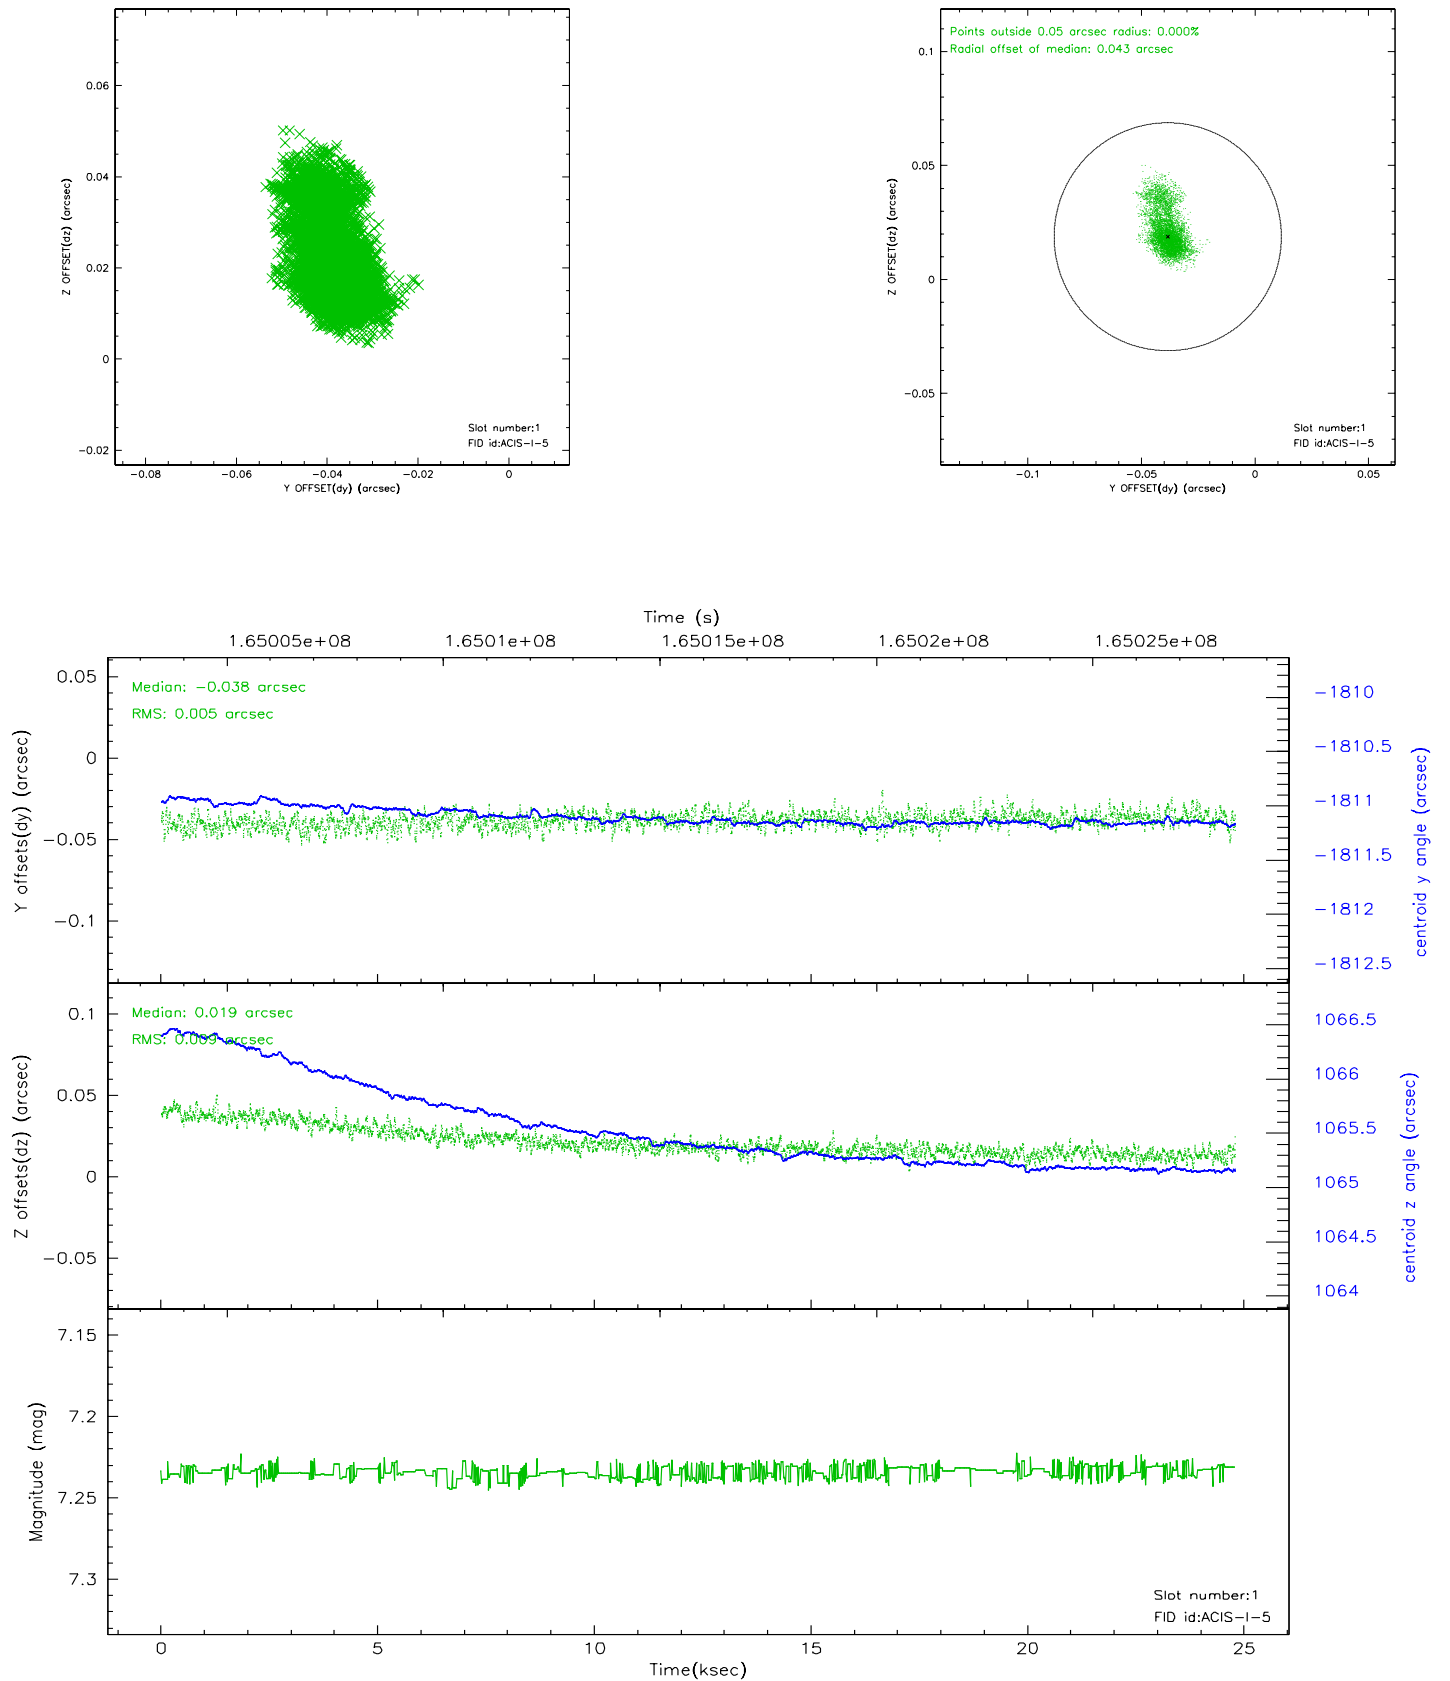 0.06
0.04
0.02
0
−0.02
Z OFFSET(dz) (arcsec)
Slot number:1
FID id:ACIS−I−5
−0.08
−0.06
−0.04
−0.02
0
Y OFFSET(dy) (arcsec)
Points outside 0.05 arcsec radius: 0.000%
Radial offset of median: 0.043 arcsec
0.1
0.05
0
−0.05
Z OFFSET(dz) (arcsec)
Slot number:1
FID id:ACIS−I−5
−0.1
−0.05
0
0.05
Y OFFSET(dy) (arcsec)
Time (s)
1.65005e+08
1.6501e+08
1.65015e+08
1.6502e+08
1.65025e+08
Median: −0.038 arcsec
RMS: 0.005 arcsec
0.05
0
−0.05
−0.1
Y offsets(dy) (arcsec)
−1810
−1810.5
−1811
−1811.5
−1812
−1812.5
centroid y angle (arcsec)
Median: 0.019 arcsec
RMS: 0.009 arcsec
0.1
0.05
0
−0.05
Z offsets(dz) (arcsec)
1066.5
1066
1065.5
1065
1064.5
1064
centroid z angle (arcsec)
7.15
7.2
7.25
7.3
Magnitude (mag)
Slot number:1
FID id:ACIS−I−5
0
5
10
15
20
25
Time(ksec)